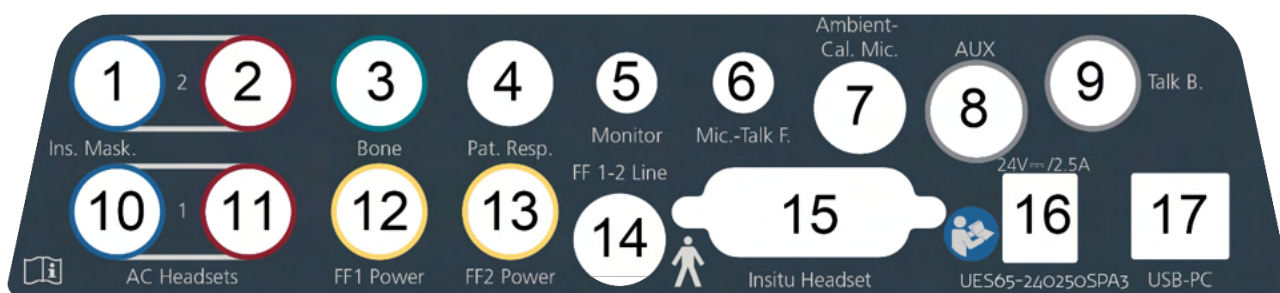 Ambient-
Cal. Mic.
AUX
1
2
2
3
4
5
6
7
8
9
Talk B.
Ins. Mask.
Bone
Pat. Resp.
Monitor
Mic.-Talk F.
FF 1-2 Line
24V⎓/2.5A
10
1
11
12
13
14
15
16
17
AC Headsets
FF1 Power
FF2 Power
Insitu Headset
UES65-240250SPA3
USB-PC